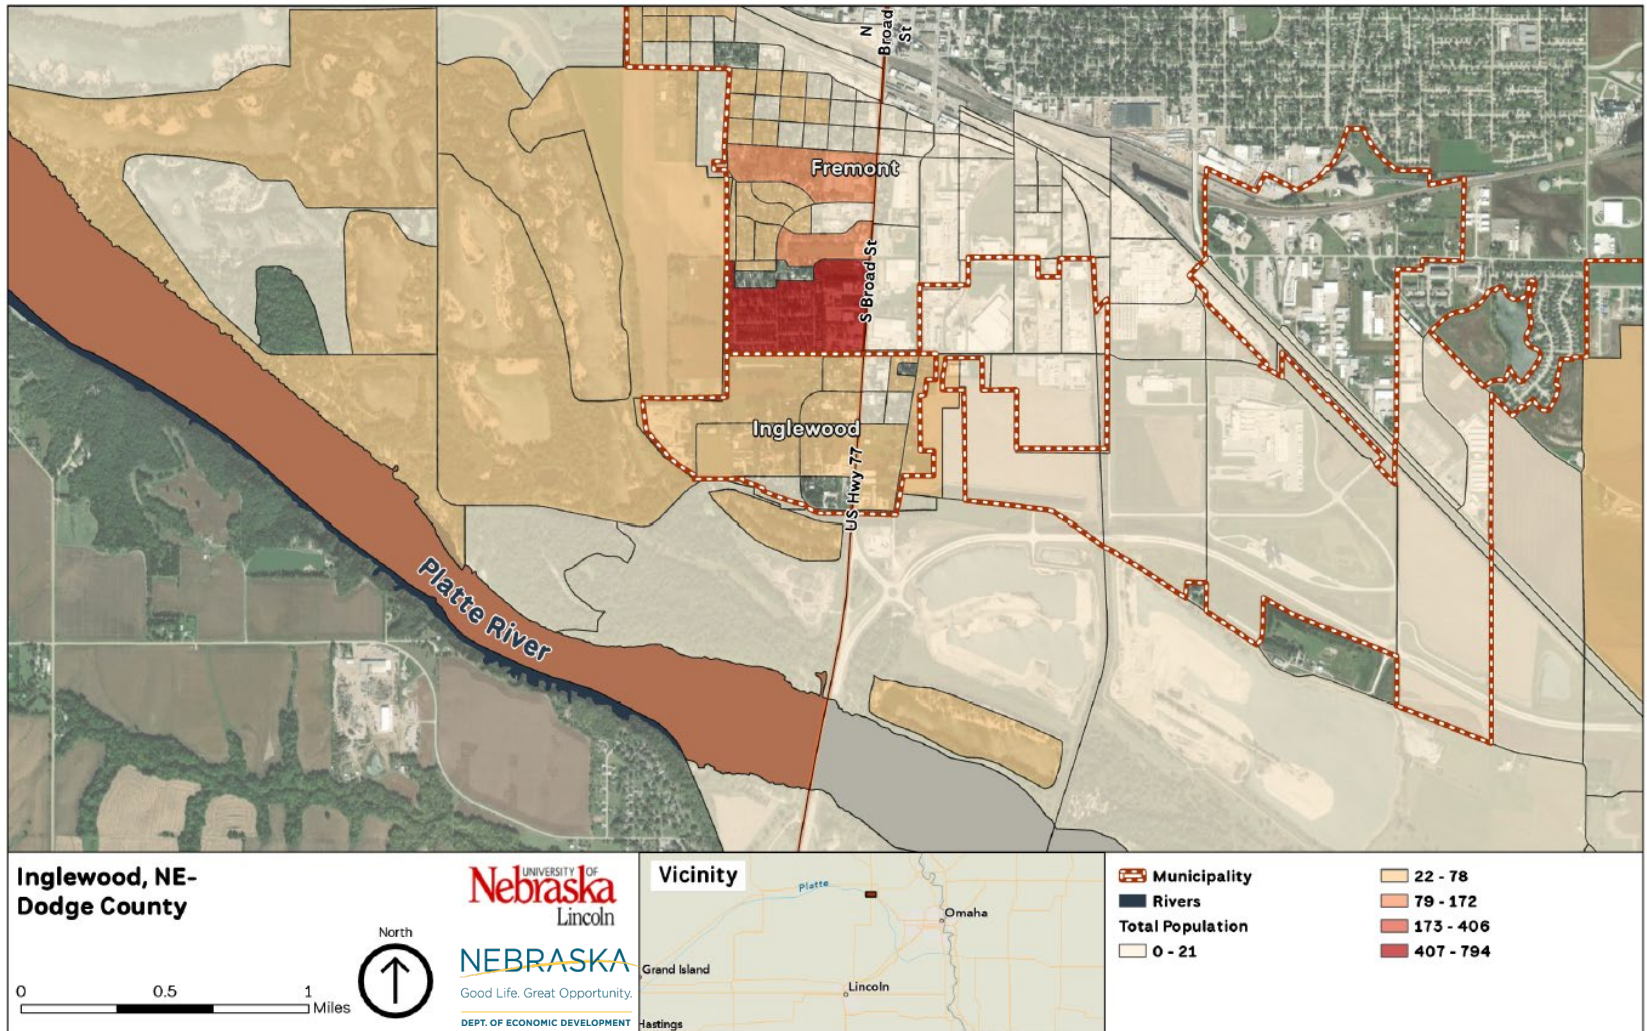 N
Broad
St
Fremont
S Broad St
Inglewood
US Hwy 77
Platte River
Inglewood, NE-
Dodge County
North
0 0.5 1
Miles
UNIVERSITY OF
Nebraska
Lincoln
NEBRASKA
Good Life. Great Opportunity.
DEPT. OF ECONOMIC DEVELOPMENT
Vicinity
Platte
Omaha
Grand Island
Lincoln
Hastings
Municipality
Rivers
Total Population
0 - 21
22 - 78
79 - 172
173 - 406
407 - 794